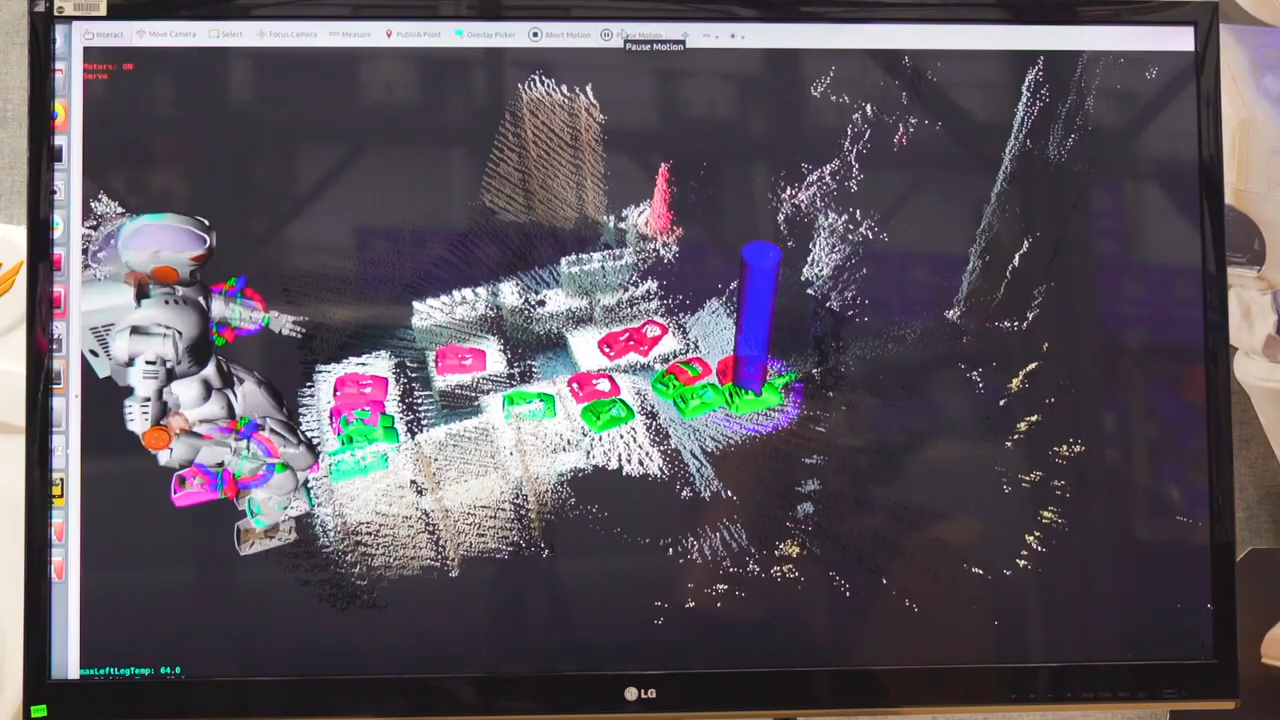 Interact Move Camera Select Focus Camera Measure Publish Point Overlay Picker Abort Motion Pause Motion
Pause Motion
Motors: ON
Servo
maxLeftLegTemp: 64.0
LG